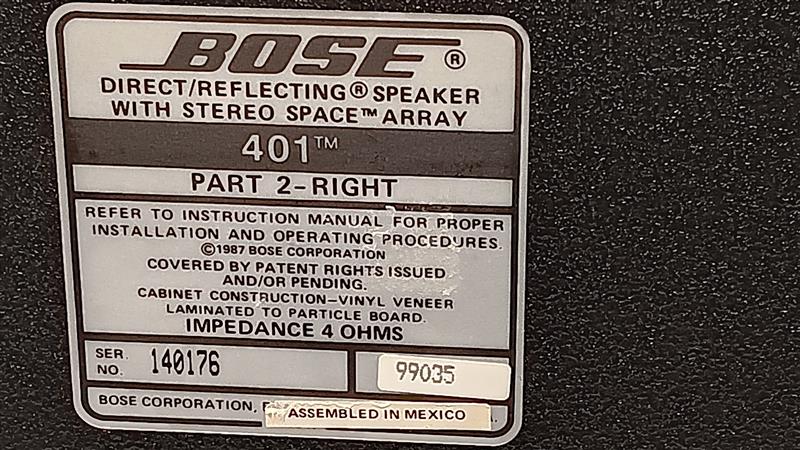 BOSE®
DIRECT/REFLECTING® SPEAKER
WITH STEREO SPACE™ ARRAY
401™
PART 2-RIGHT
REFER TO INSTRUCTION MANUAL FOR PROPER
INSTALLATION AND OPERATING PROCEDURES.
©1987 BOSE CORPORATION
COVERED BY PATENT RIGHTS ISSUED
AND/OR PENDING.
CABINET CONSTRUCTION-VINYL VENEER
LAMINATED TO PARTICLE BOARD.
IMPEDANCE 4 OHMS
SER. NO. 140176
99035
BOSE CORPORATION,
ASSEMBLED IN MEXICO